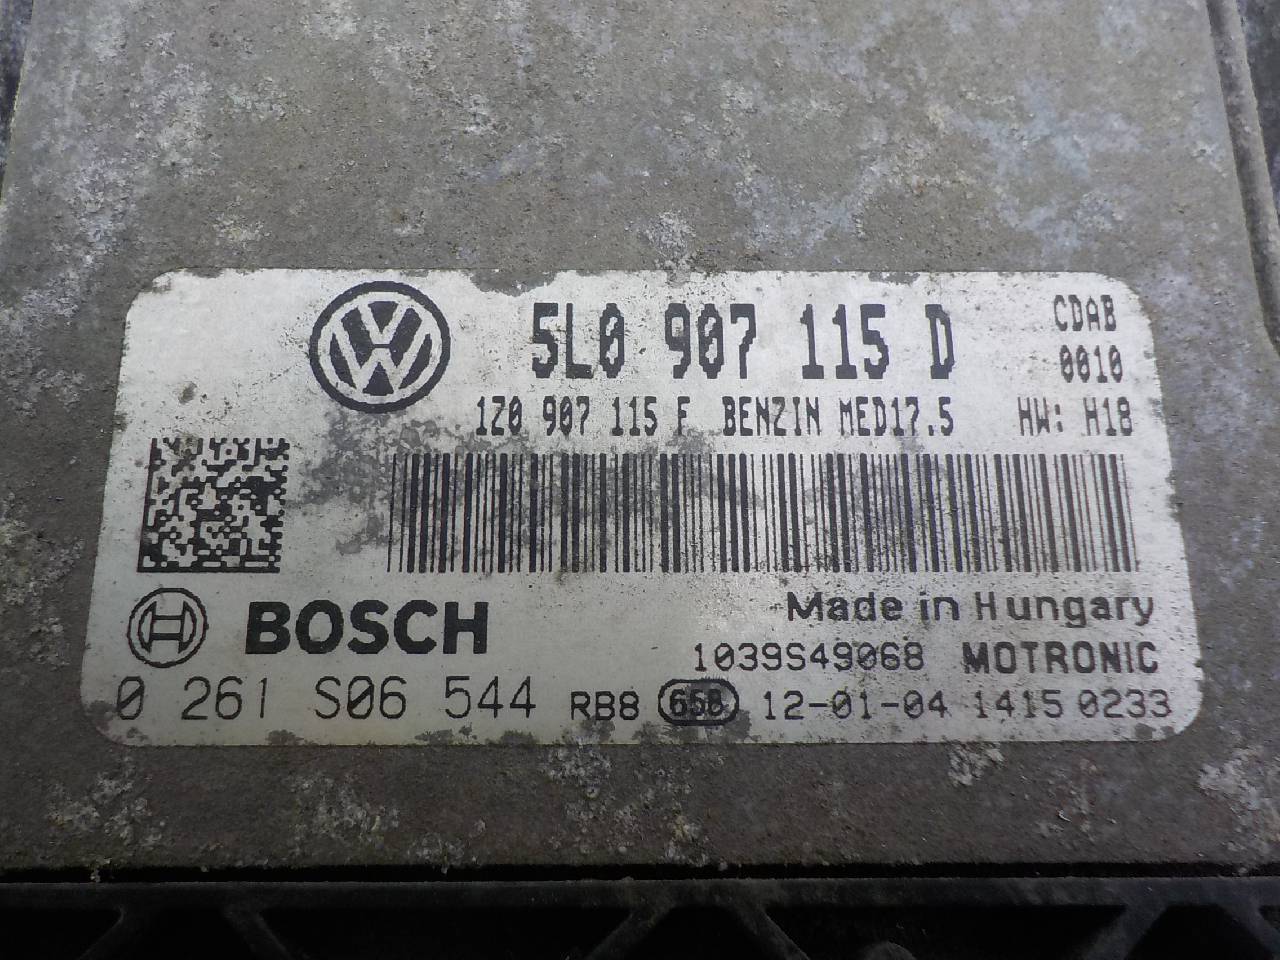 5L0 907 115 D CDAB
0010
1Z0 907 115 F BENZIN MED17.5 HW: H18
BOSCH Made in Hungary
1039S49068 MOTRONIC
0 261 S06 544 RB8 658 12-01-04 1415 0233